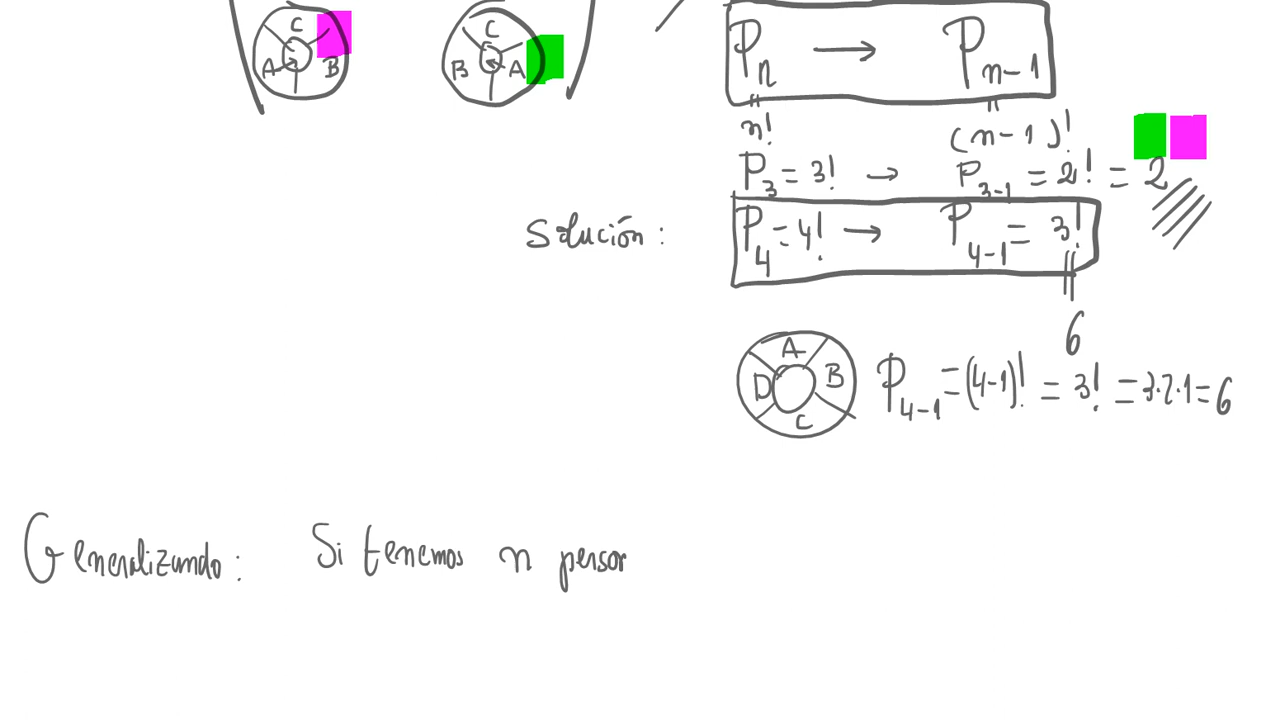 C A B
C B A
Pₙ → Pₙ₋₁
n! (n-1)!
P₃ = 3! → P₃₋₁ = 2! = 2
Solución: P₄ = 4! → P₄₋₁ = 3!
6
A B C D P₄₋₁ = (4-1)! = 3! = 3·2·1 = 6
Generalizando: Si tenemos n person